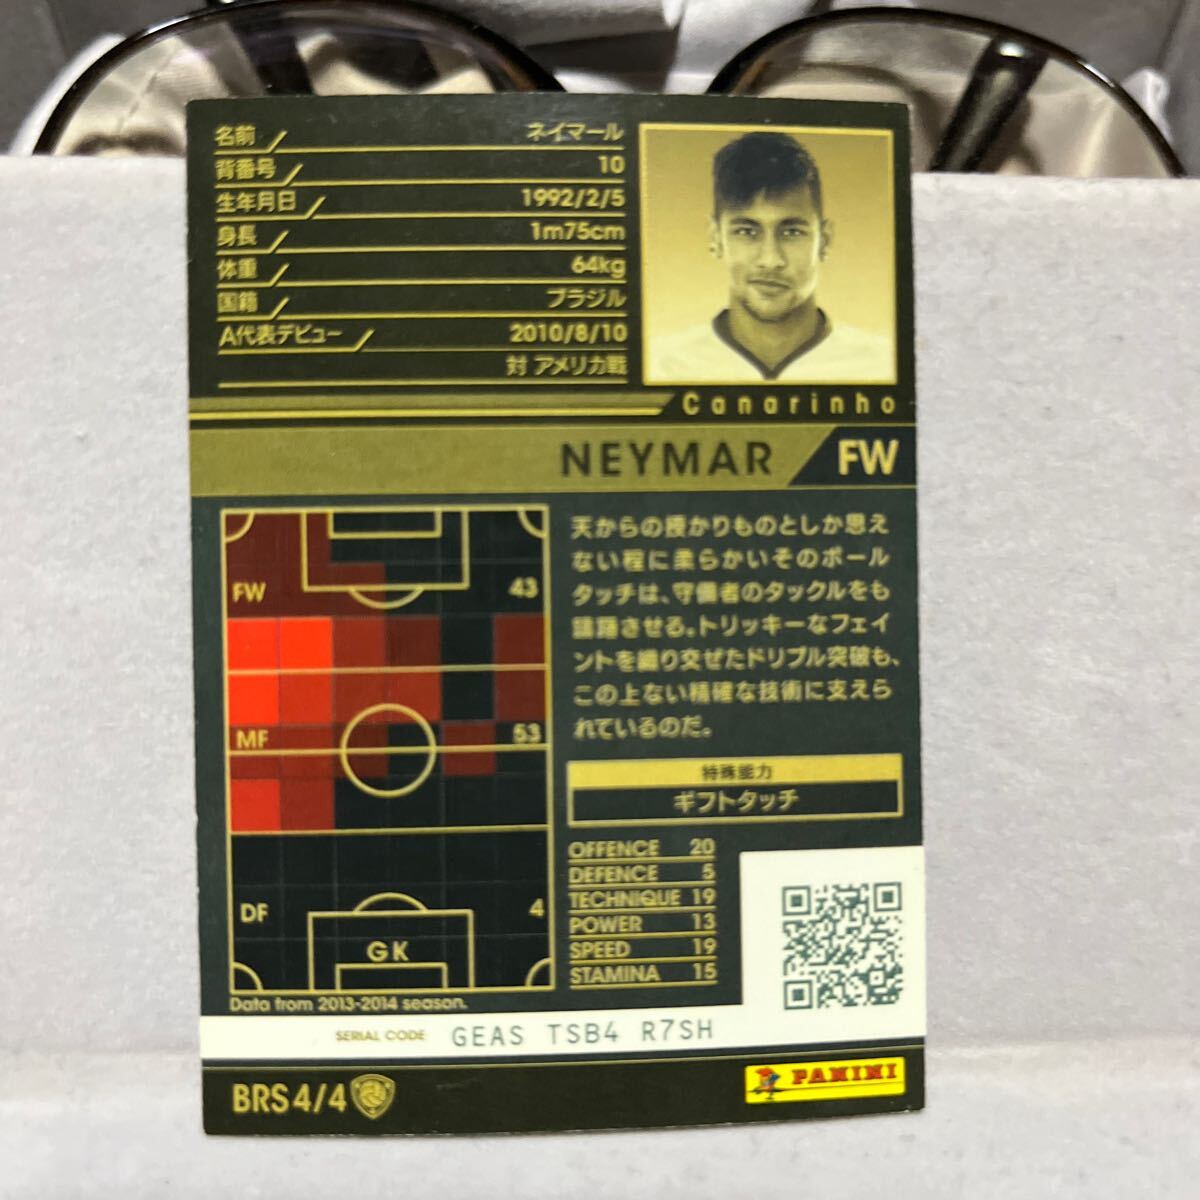 名前 ネイマール
背番号 10
生年月日 1992/2/5
身長 1m75cm
体重 64kg
国籍 ブラジル
A代表デビュー 2010/8/10
対 アメリカ戦
Canarinho
NEYMAR FW
天からの授かりものとしか思え
ない程に柔らかいそのボール
タッチは、守備者のタックルをも
躊躇させる。トリッキーなフェイ
ントを織り交ぜたドリブル突破も、
この上ない精確な技術に支えら
れているのだ。
特殊能力
ギフトタッチ
FW 43
MF 53
DF 4
GK
Data from 2013-2014 season.
OFFENCE 20
DEFENCE 5
TECHNIQUE 19
POWER 13
SPEED 19
STAMINA 15
SERIAL CODE GEAS TSB4 R7SH
BRS 4/4
PANINI